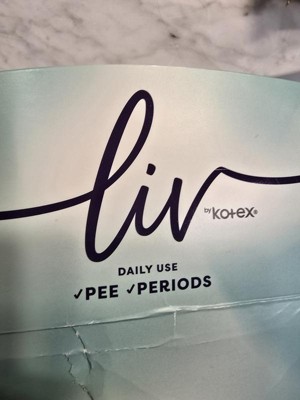 liv
by Kotex®
DAILY USE
✓PEE ✓PERIODS